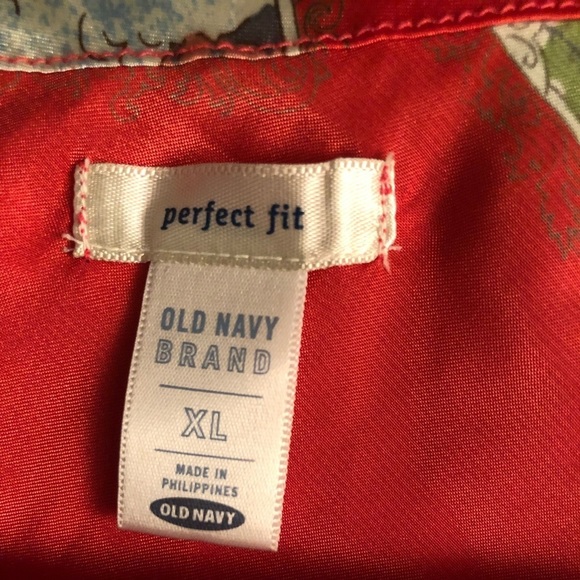 perfect fit
OLD NAVY
BRAND
XL
MADE IN
PHILIPPINES
OLD NAVY